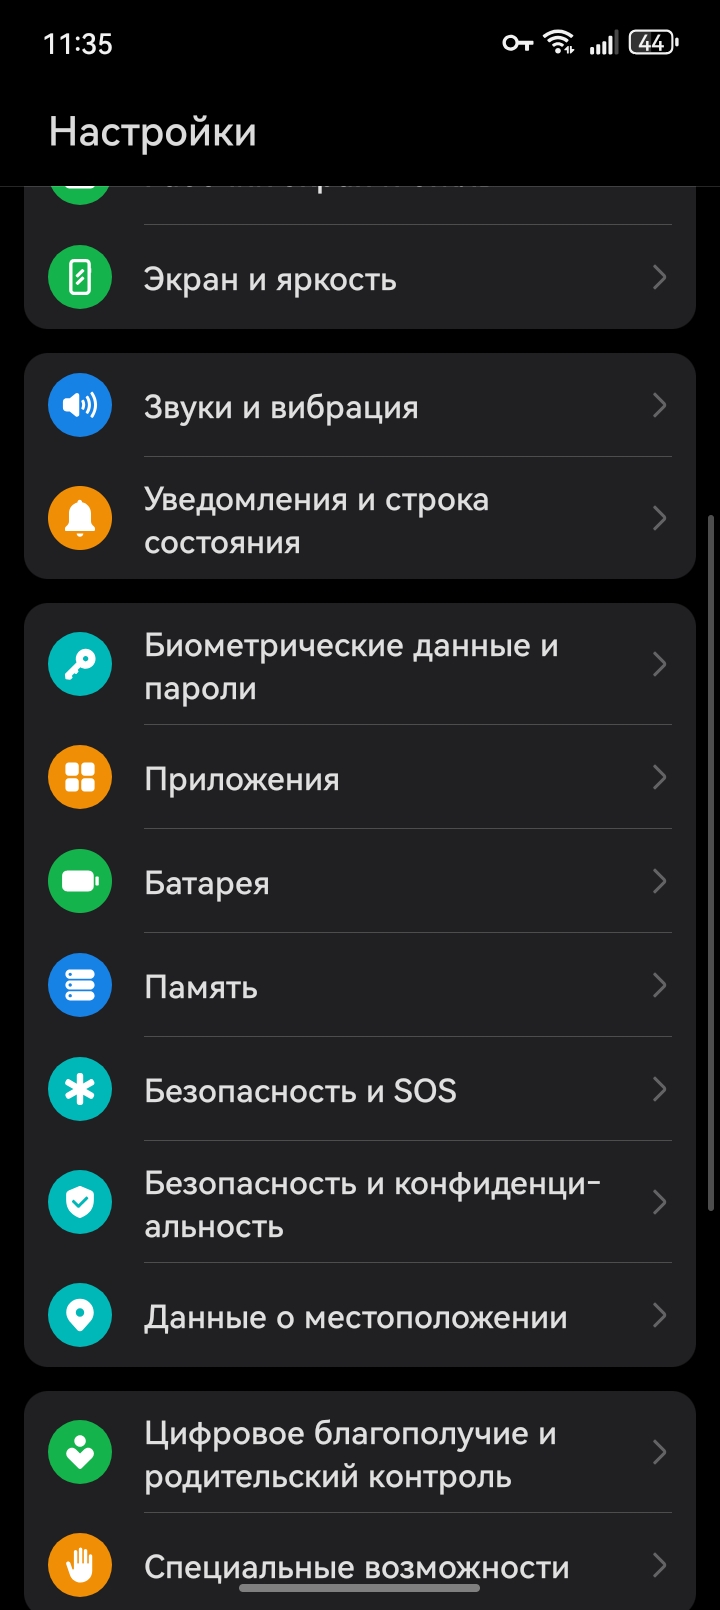 11:35
44
Настройки
Экран и яркость
Звуки и вибрация
Уведомления и строка
состояния
Биометрические данные и
пароли
Приложения
Батарея
Память
Безопасность и SOS
Безопасность и конфиденци-
альность
Данные о местоположении
Цифровое благополучие и
родительский контроль
Специальные возможности